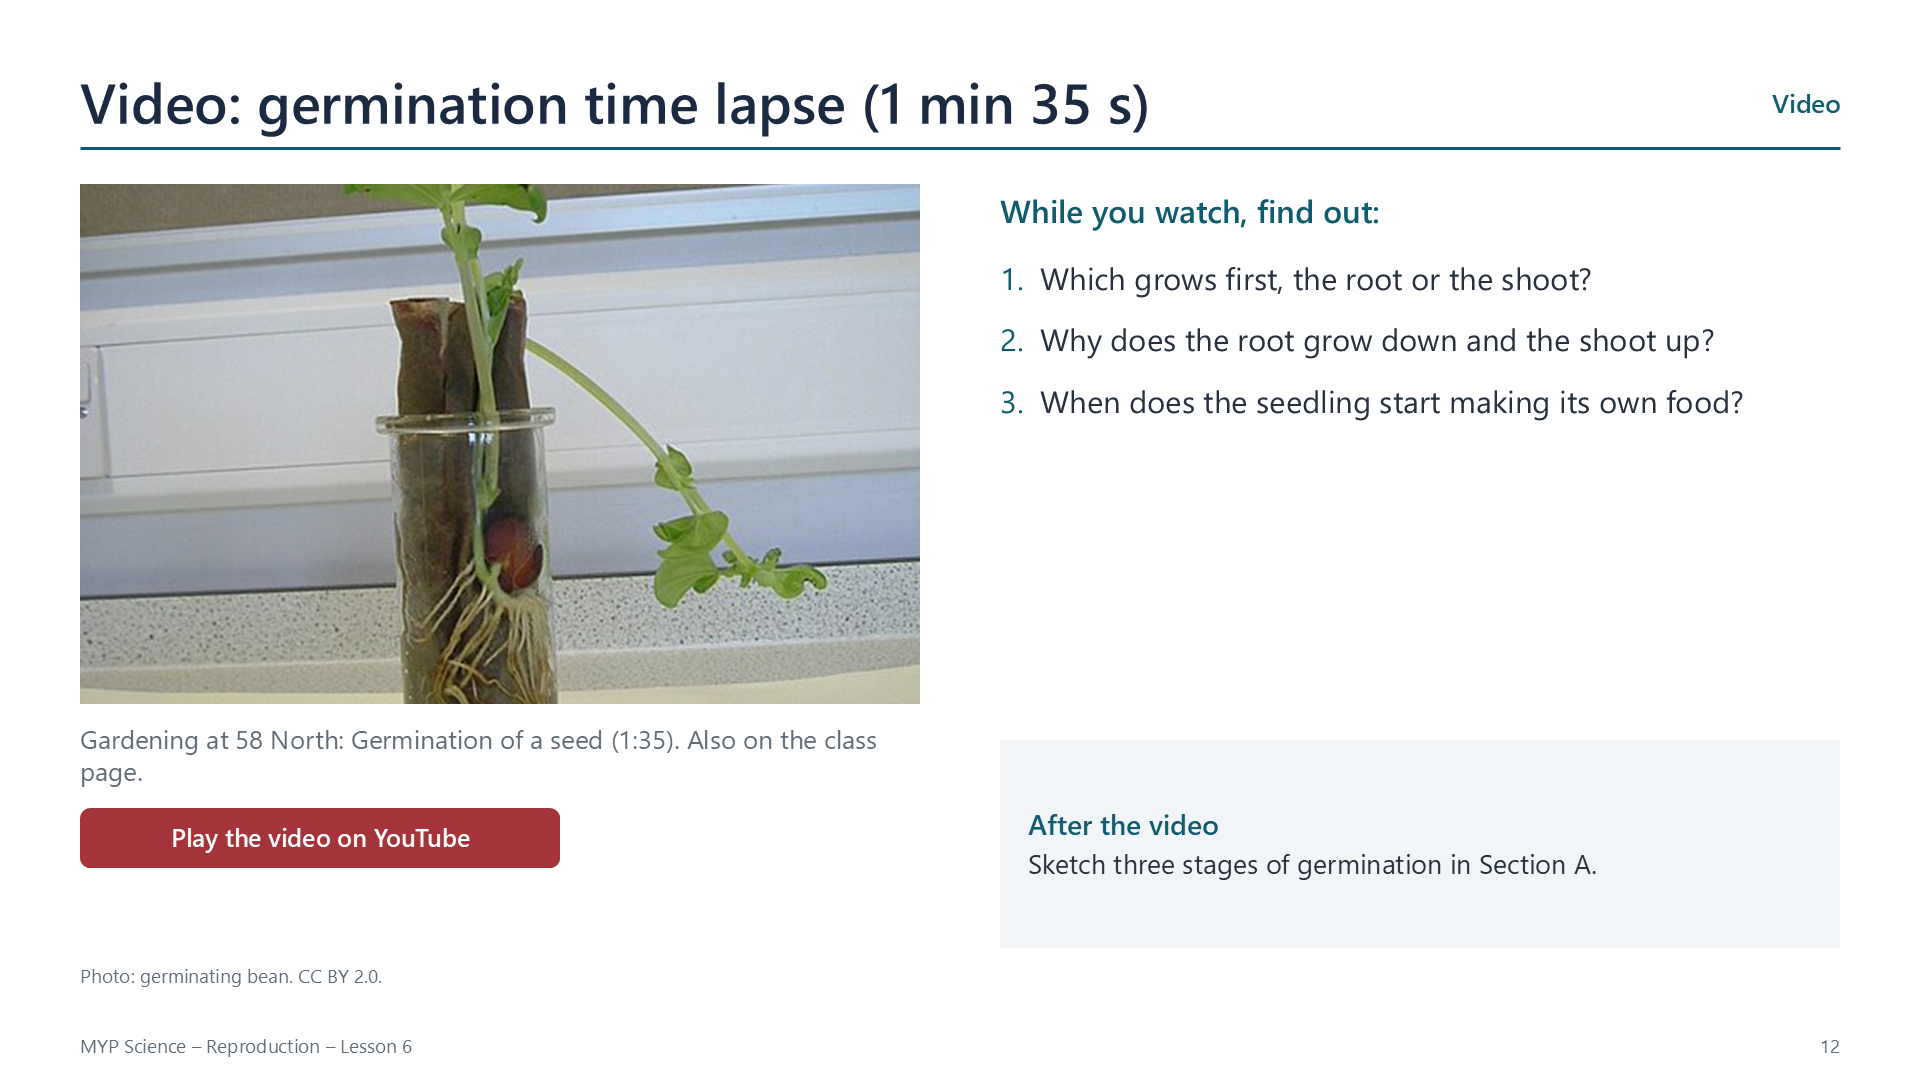 Video: germination time lapse (1 min 35 s)
Video
While you watch, find out:
1. Which grows first, the root or the shoot?
2. Why does the root grow down and the shoot up?
3. When does the seedling start making its own food?
Gardening at 58 North: Germination of a seed (1:35). Also on the class
page.
Play the video on YouTube
After the video
Sketch three stages of germination in Section A.
Photo: germinating bean. CC BY 2.0.
MYP Science – Reproduction – Lesson 6
12